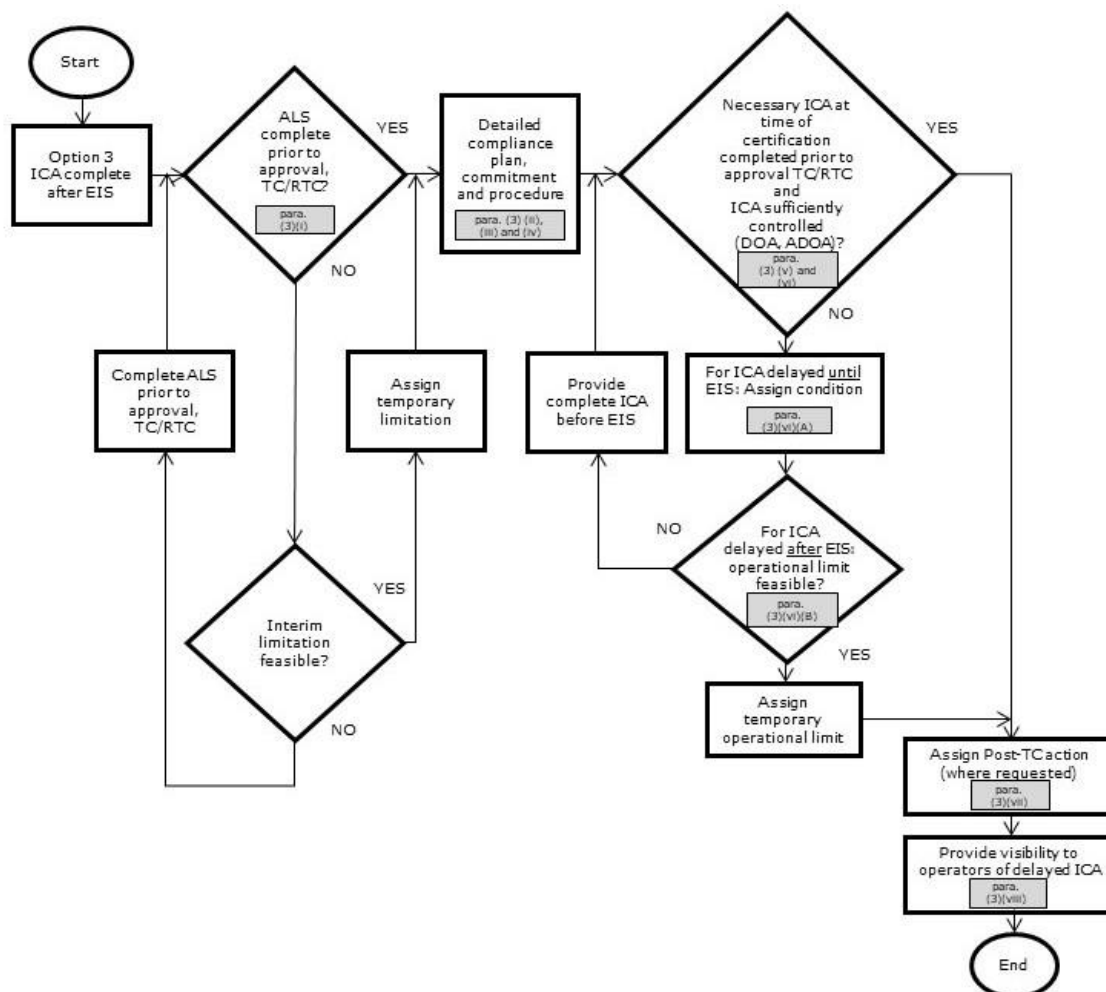 Start
Option 3
ICA complete
after EIS
ALS
complete
prior to
approval,
TC/RTC?
para.
(3)(i)
YES
NO
Detailed
compliance
plan,
commitment
and procedure
para. (3) (ii),
(iii) and (iv)
Necessary ICA at
time of
certification
completed prior to
approval TC/RTC
and
ICA sufficiently
controlled
(DOA, ADOA)?
para.
(3) (v) and
(vi)
YES
NO
Complete ALS
prior to
approval,
TC/RTC
Assign
temporary
limitation
Provide
complete ICA
before EIS
For ICA delayed until
EIS: Assign condition
para.
(3)(vi)(A)
NO
For ICA
delayed after EIS:
operational limit
feasible?
para.
(3)(vi)(B)
YES
Interim
limitation
feasible?
YES
NO
Assign
temporary
operational limit
Assign Post-TC action
(where requested)
para.
(3)(vii)
Provide visibility to
operators of delayed ICA
para.
(3)(viii)
End